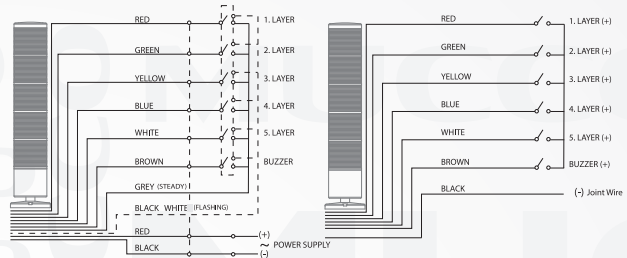 RED 1. LAYER
GREEN 2. LAYER
YELLOW 3. LAYER
BLUE 4. LAYER
WHITE 5. LAYER
BROWN BUZZER
GREY (STEADY)
BLACK WHITE (FLASHING)
RED (+)
~ POWER SUPPLY
BLACK (-)
RED 1. LAYER (+)
GREEN 2. LAYER (+)
YELLOW 3. LAYER (+)
BLUE 4. LAYER (+)
WHITE 5. LAYER (+)
BROWN BUZZER (+)
BLACK (-) Joint Wire